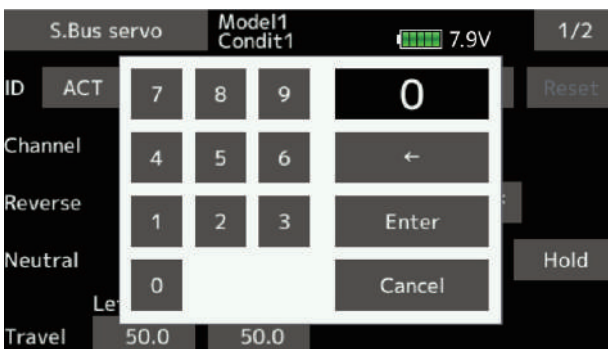 S.Bus servo Model1 Condit1 7.9V 1/2
ID ACT Reset
7 8 9 0
Channel
4 5 6 ←
Reverse
1 2 3 Enter
Neutral Hold
0 Cancel
Le
Travel 50.0 50.0